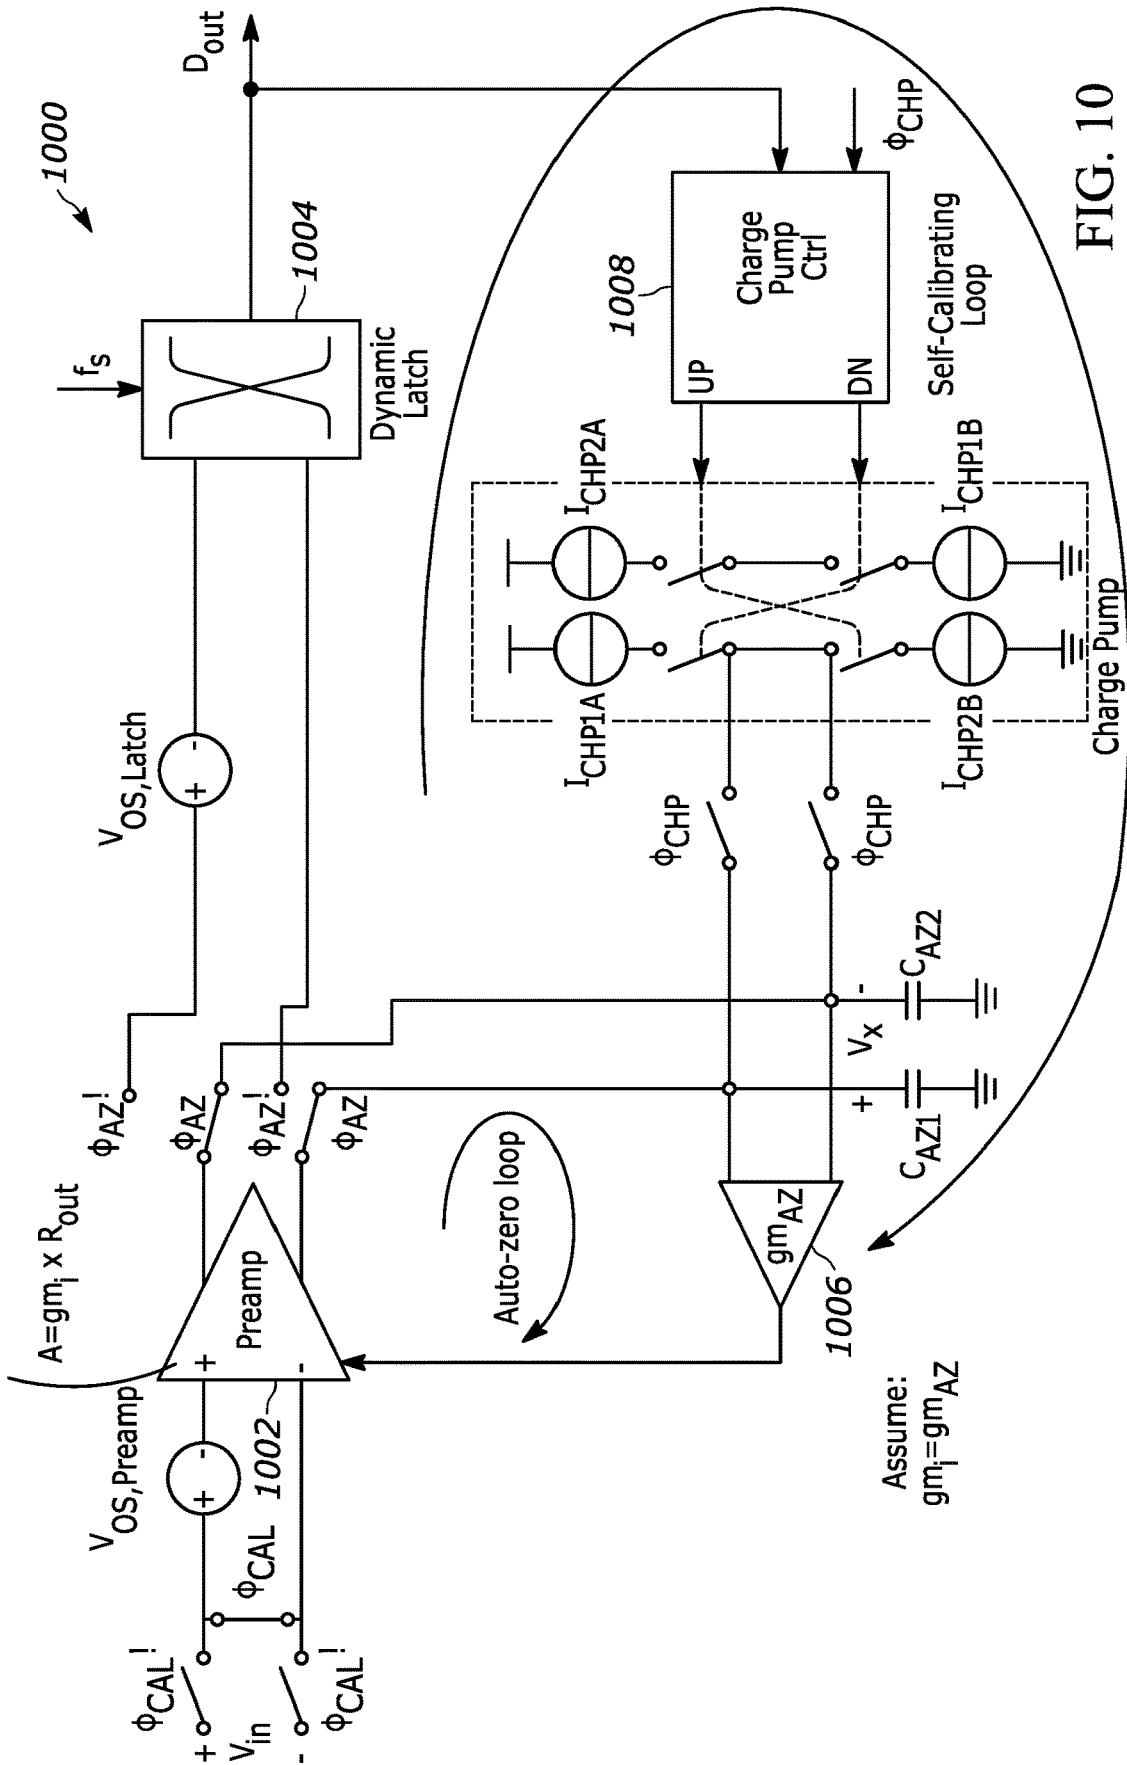 1000
D_out
f_s
1004
Dynamic
Latch
V_OS,Latch
+
-
A=gm_i x R_out
V_OS,Preamp
+
-
Preamp
+
-
1002
ϕ_CAL!
ϕ_CAL
ϕ_CAL!
+
V_in
-
ϕ_AZ!
ϕ_AZ
ϕ_AZ!
ϕ_AZ
Auto-zero loop
gm_AZ
1006
+
V_x
-
C_AZ1
C_AZ2
ϕ_CHP
ϕ_CHP
I_CHP1A
I_CHP2A
I_CHP2B
I_CHP1B
Charge Pump
UP
DN
Charge
Pump
Ctrl
1008
ϕ_CHP
Self-Calibrating
Loop
Assume:
gm_i=gm_AZ
FIG. 10